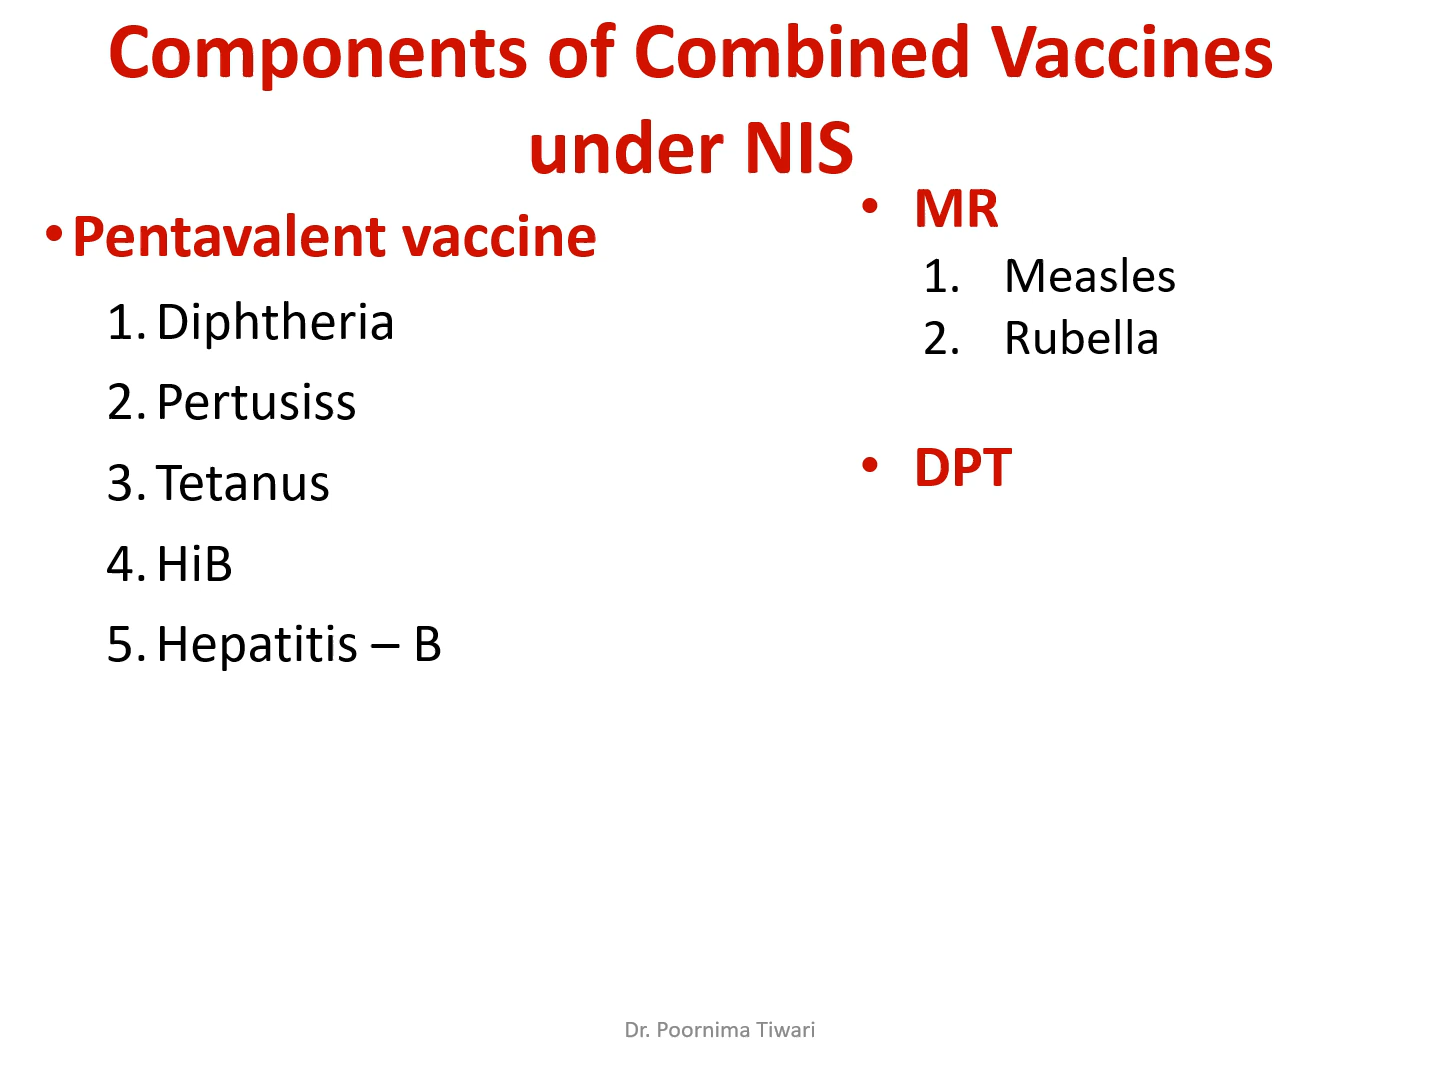 Components of Combined Vaccines
under NIS
•Pentavalent vaccine
1. Diphtheria
2. Pertusiss
3. Tetanus
4. HiB
5. Hepatitis – B
• MR
1. Measles
2. Rubella
• DPT
Dr. Poornima Tiwari